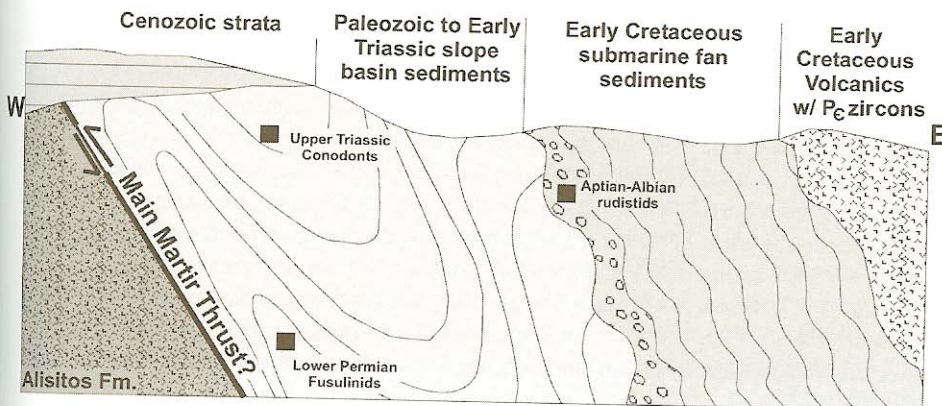 Cenozoic strata
Paleozoic to Early
Triassic slope
basin sediments
Early Cretaceous
submarine fan
sediments
Early
Cretaceous
Volcanics
w/ PЄ zircons
W
E
Upper Triassic
Conodonts
Aptian-Albian
rudistids
Main Martir Thrust?
Lower Permian
Fusulinids
Alisitos Fm.